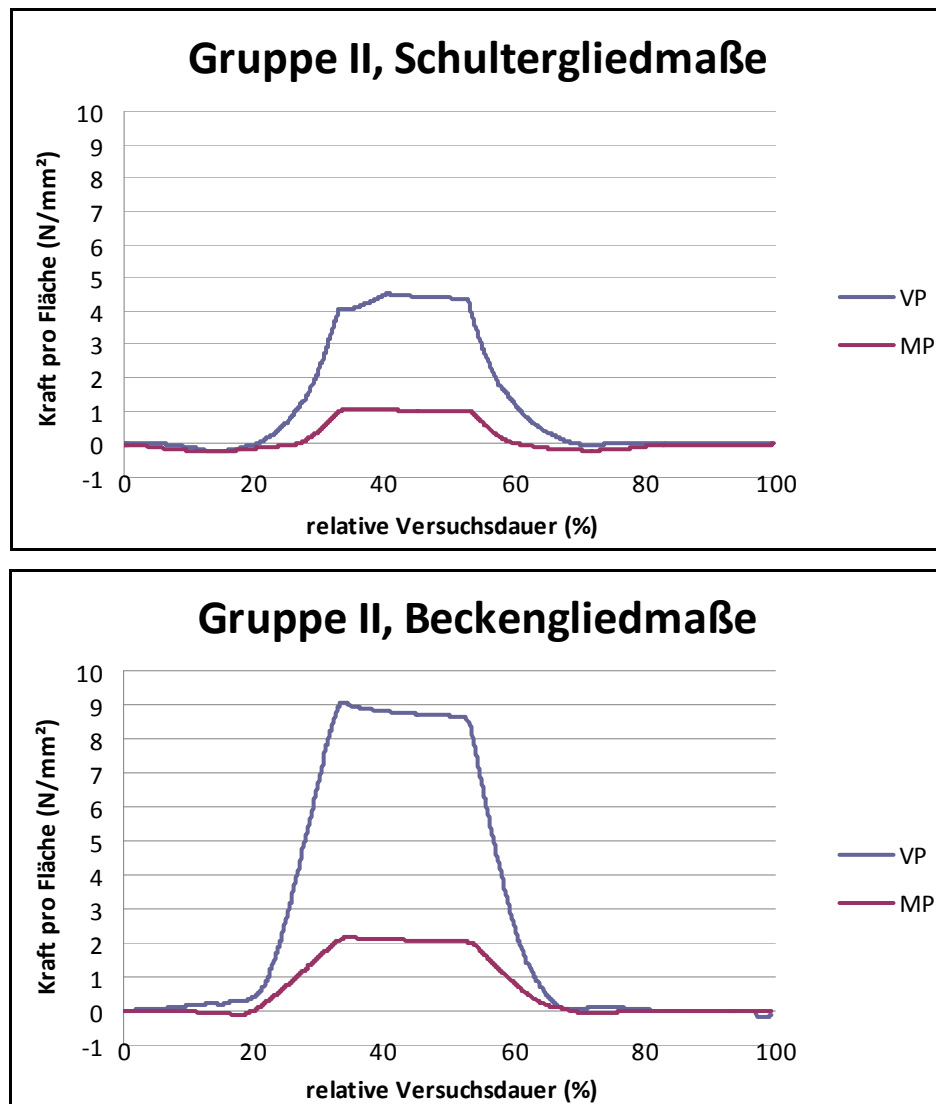 Gruppe II, Schultergliedmaße
Kraft pro Fläche (N/mm²)
10
9
8
7
6
5
4
3
2
1
0
-1
0 20 40 60 80 100
relative Versuchsdauer (%)
VP
MP
Gruppe II, Beckengliedmaße
Kraft pro Fläche (N/mm²)
10
9
8
7
6
5
4
3
2
1
0
-1
0 20 40 60 80 100
relative Versuchsdauer (%)
VP
MP